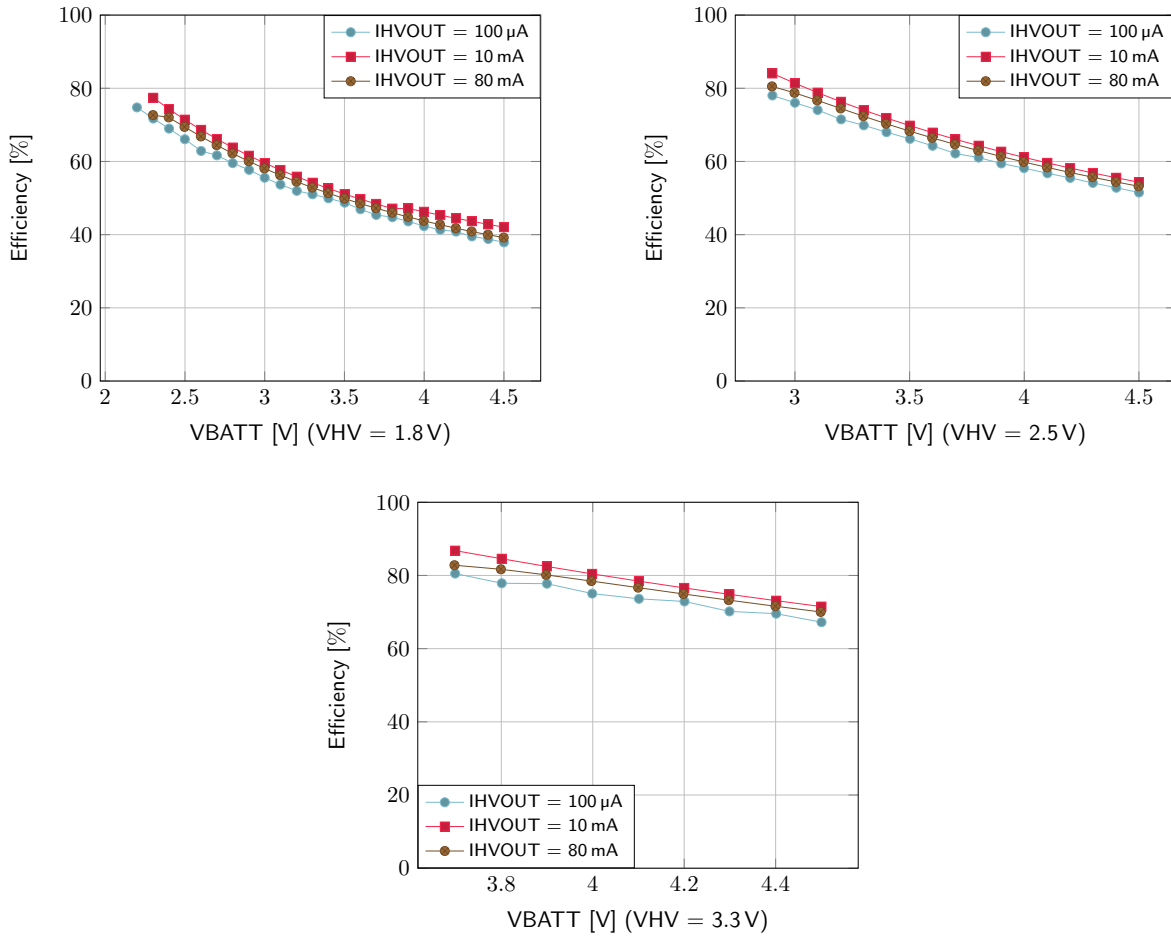 IHVOUT = 100 µA
IHVOUT = 10 mA
IHVOUT = 80 mA
100
80
60
40
20
0
Efficiency [%]
2 2.5 3 3.5 4 4.5
VBATT [V] (VHV = 1.8 V)
IHVOUT = 100 µA
IHVOUT = 10 mA
IHVOUT = 80 mA
100
80
60
40
20
0
Efficiency [%]
3 3.5 4 4.5
VBATT [V] (VHV = 2.5 V)
100
80
60
40
20
0
Efficiency [%]
IHVOUT = 100 µA
IHVOUT = 10 mA
IHVOUT = 80 mA
3.8 4 4.2 4.4
VBATT [V] (VHV = 3.3 V)